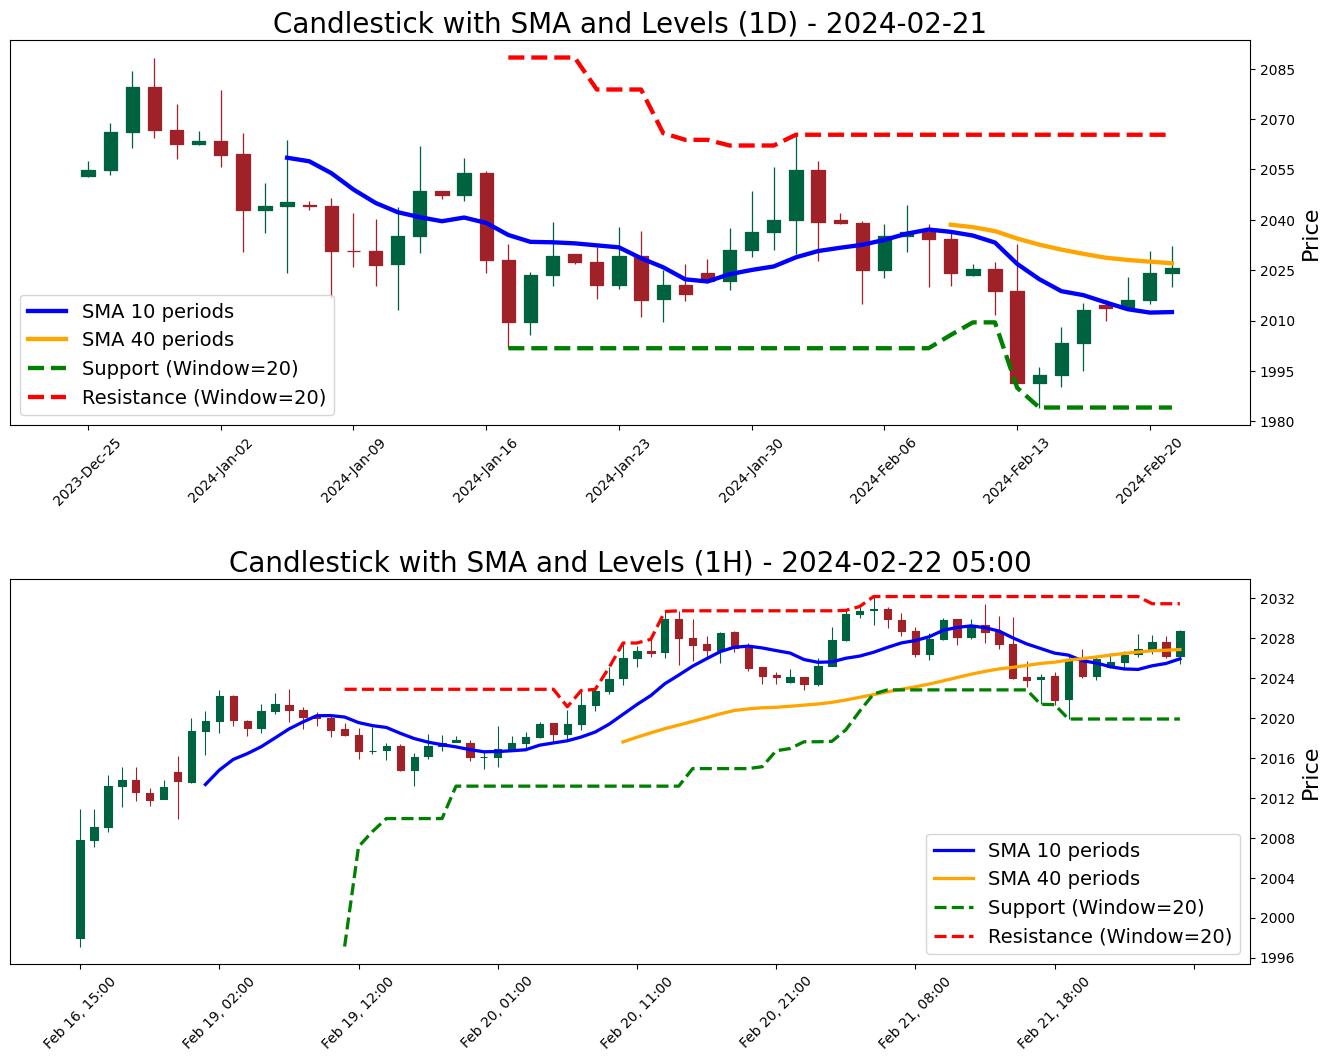 Candlestick with SMA and Levels (1D) - 2024-02-21
2085
2070
2055
2040
2025
2010
1995
1980
Price
SMA 10 periods
SMA 40 periods
Support (Window=20)
Resistance (Window=20)
2023-Dec-25
2024-Jan-02
2024-Jan-09
2024-Jan-16
2024-Jan-23
2024-Jan-30
2024-Feb-06
2024-Feb-13
2024-Feb-20
Candlestick with SMA and Levels (1H) - 2024-02-22 05:00
2032
2028
2024
2020
2016
2012
2008
2004
2000
1996
Price
SMA 10 periods
SMA 40 periods
Support (Window=20)
Resistance (Window=20)
Feb 16, 15:00
Feb 19, 02:00
Feb 19, 12:00
Feb 20, 01:00
Feb 20, 11:00
Feb 20, 21:00
Feb 21, 08:00
Feb 21, 18:00